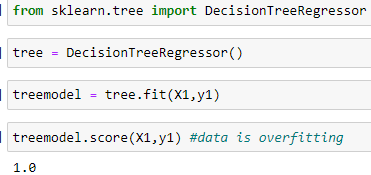 from sklearn.tree import DecisionTreeRegressor
tree = DecisionTreeRegressor()
treemodel = tree.fit(X1,y1)
treemodel.score(X1,y1) #data is overfitting
1.0